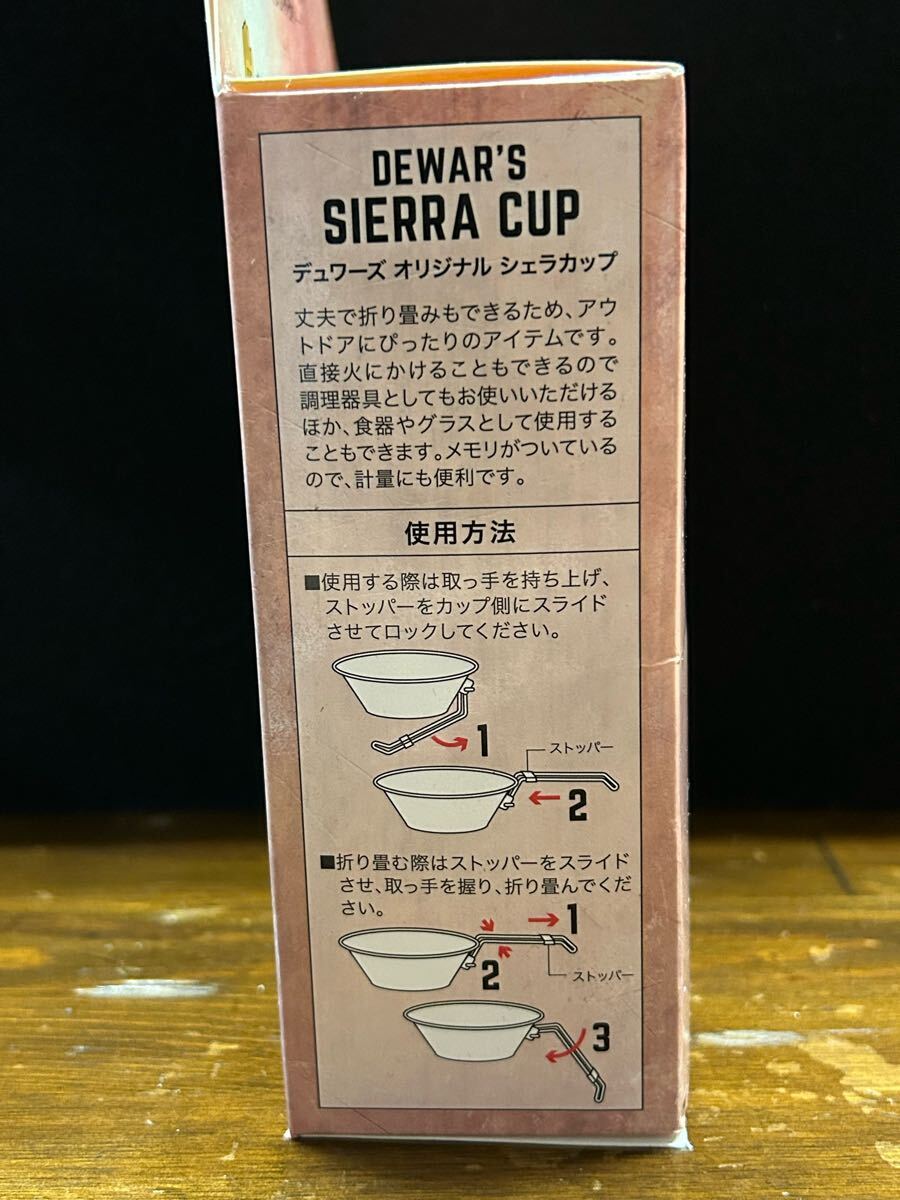 DEWAR'S
SIERRA CUP
デュワーズ オリジナル シェラカップ
丈夫で折り畳みもできるため、アウ
トドアにぴったりのアイテムです。
直接火にかけることもできるので
調理器具としてもお使いいただける
ほか、食器やグラスとして使用する
こともできます。メモリがついている
ので、計量にも便利です。
使用方法
■使用する際は取っ手を持ち上げ、
ストッパーをカップ側にスライド
させてロックしてください。
1
ストッパー
2
■折り畳む際はストッパーをスライド
させ、取っ手を握り、折り畳んでくだ
さい。
1
2
ストッパー
3